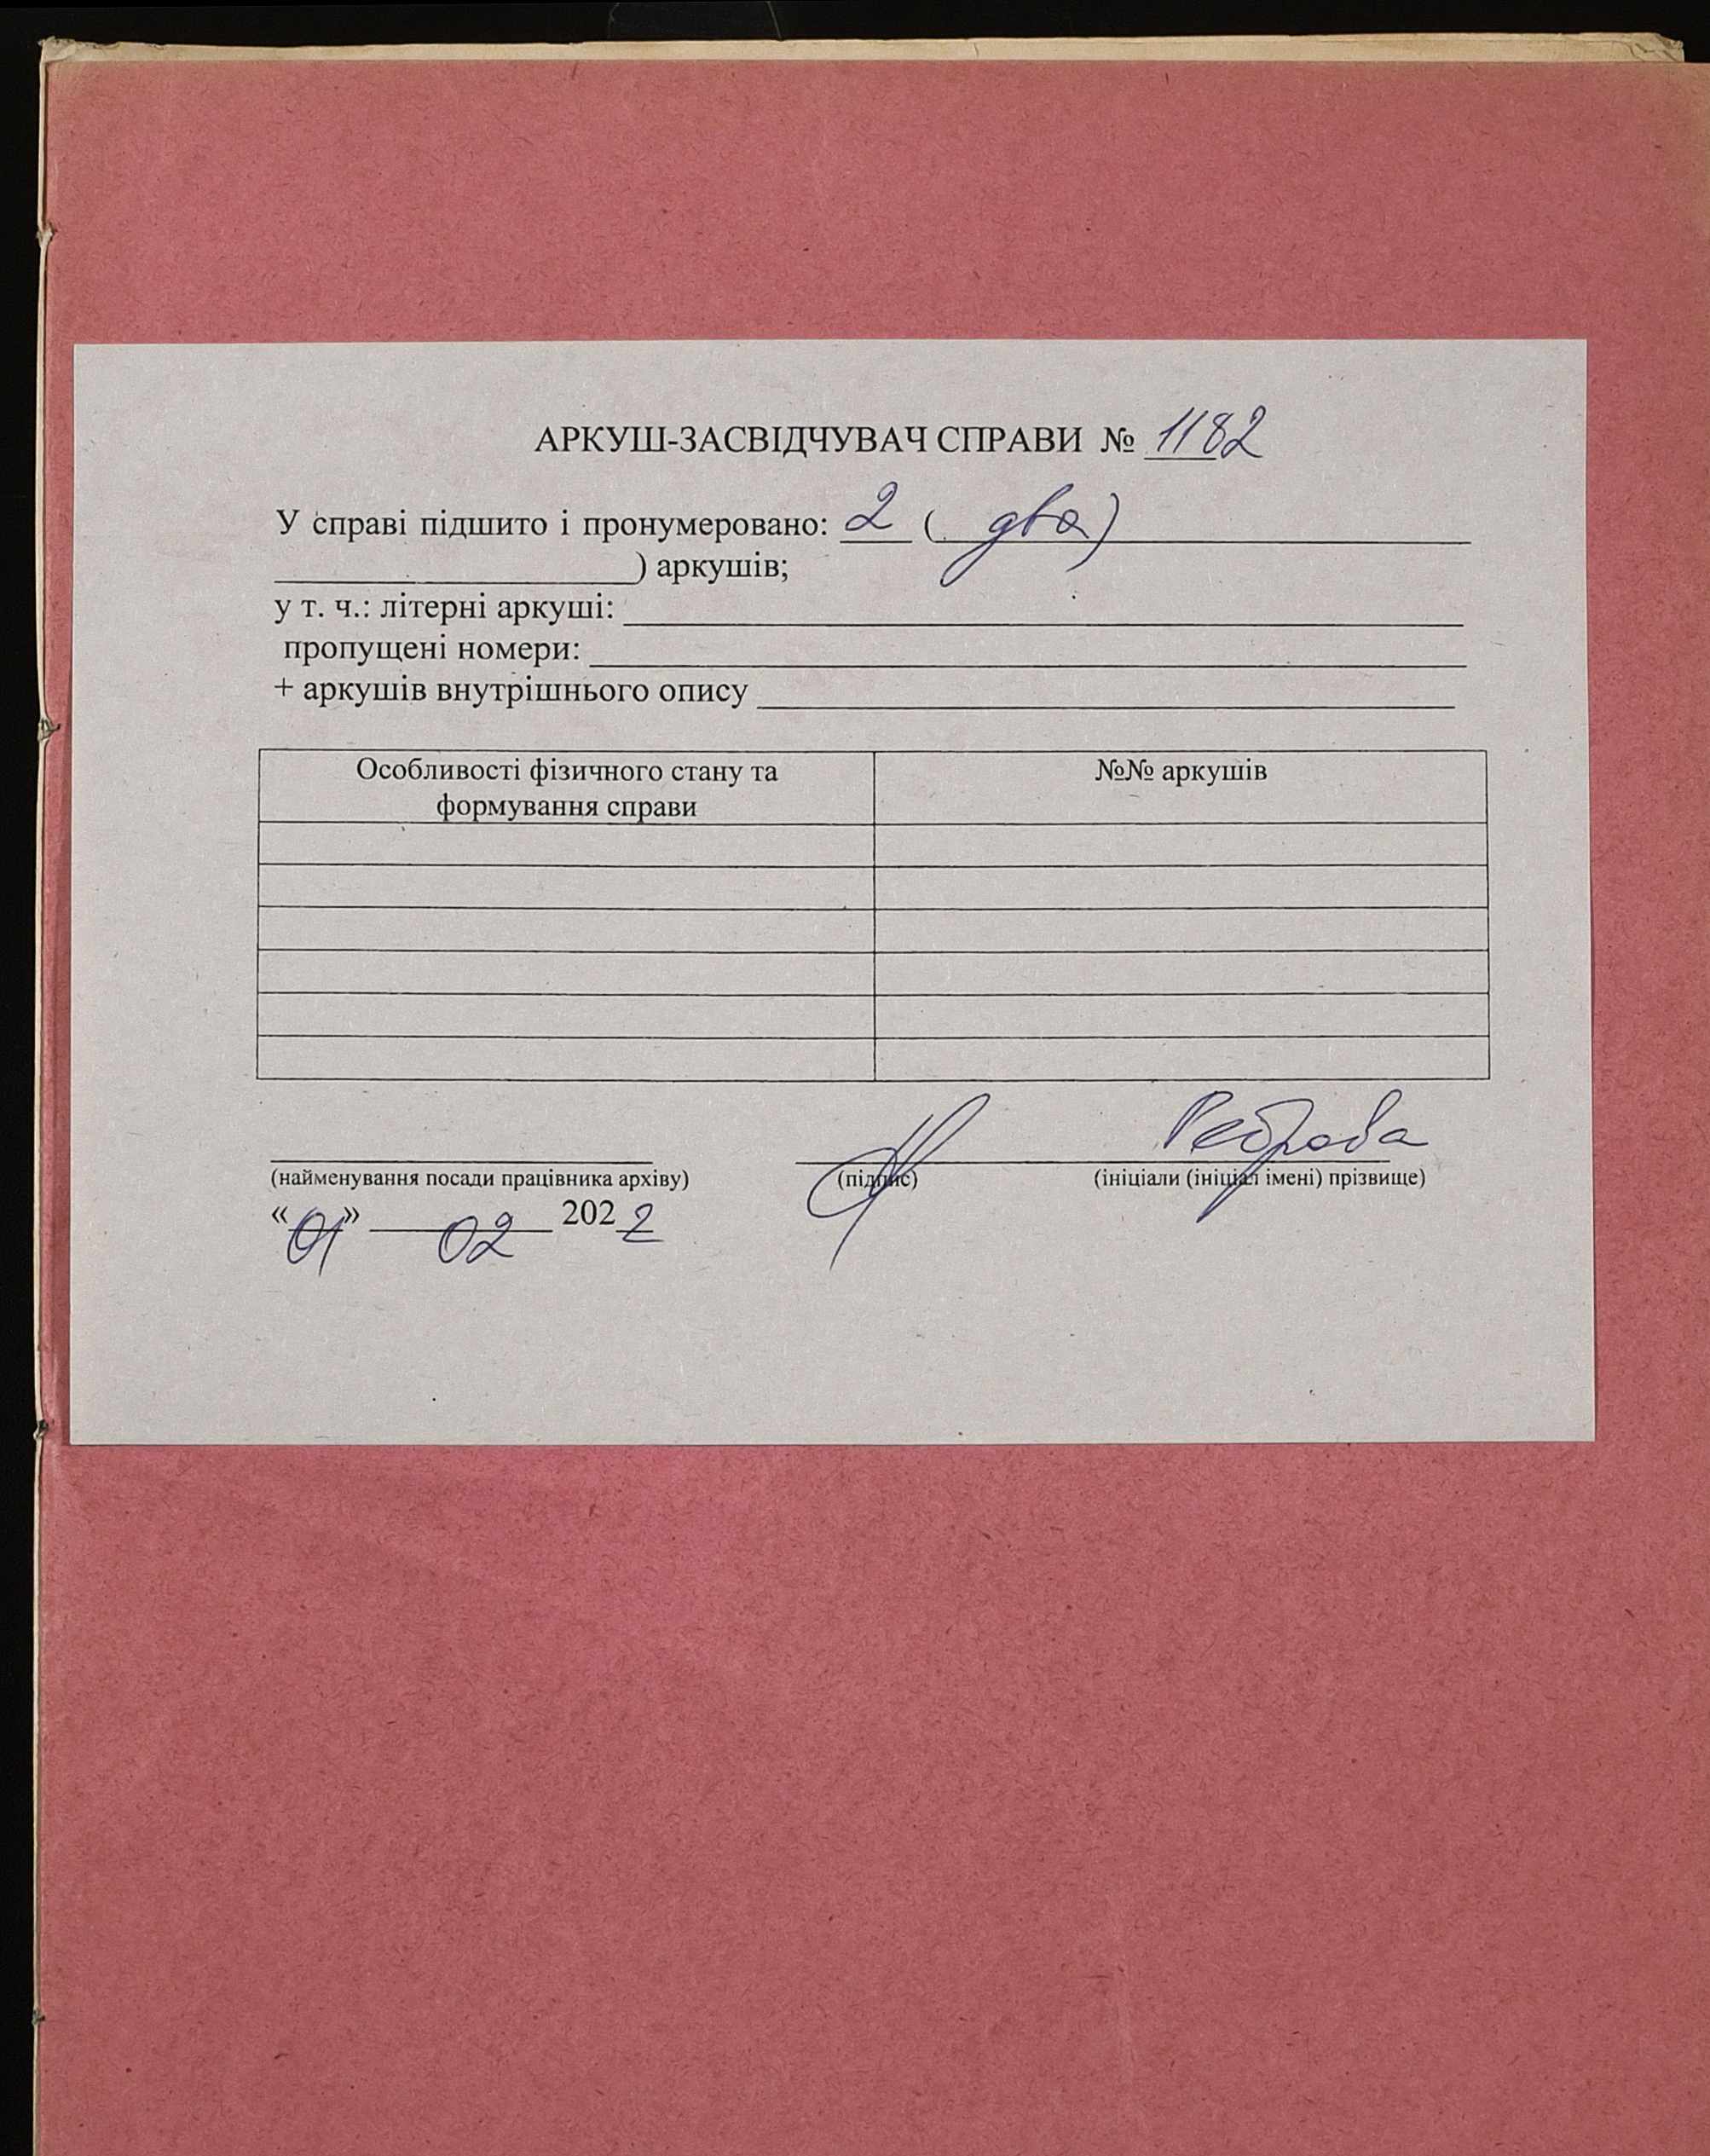 АРКУШ-ЗАСВІДЧУВАЧ СПРАВИ № 1182
У справі підшито і пронумеровано: 2 ( два)
) аркушів;
у т. ч.: літерні аркуші:
пропущені номери:
+ аркушів внутрішнього опису
Особливості фізичного стану та формування справи
№№ аркушів
Реброва
(найменування посади працівника архіву) (підпис) (ініціали (ініціал імені) прізвище)
«01» 02 2022